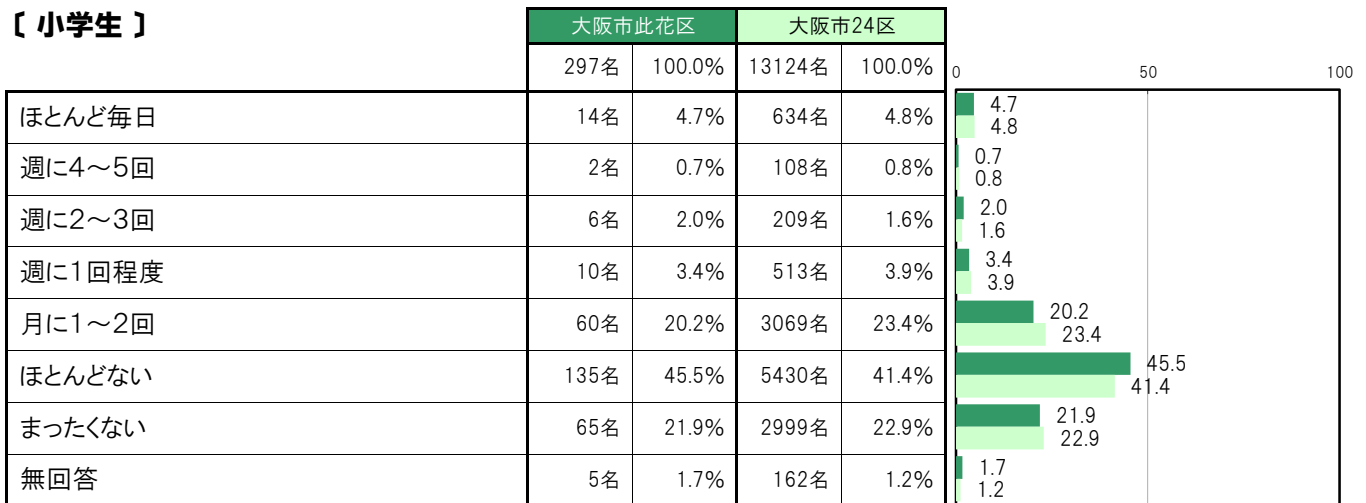 〔 小学生 〕
大阪市此花区 大阪市24区
297名 100.0% 13124名 100.0%
0 50 100
ほとんど毎日 14名 4.7% 634名 4.8%
4.7
4.8
週に4～5回 2名 0.7% 108名 0.8%
0.7
0.8
週に2～3回 6名 2.0% 209名 1.6%
2.0
1.6
週に1回程度 10名 3.4% 513名 3.9%
3.4
3.9
月に1～2回 60名 20.2% 3069名 23.4%
20.2
23.4
ほとんどない 135名 45.5% 5430名 41.4%
45.5
41.4
まったくない 65名 21.9% 2999名 22.9%
21.9
22.9
無回答 5名 1.7% 162名 1.2%
1.7
1.2